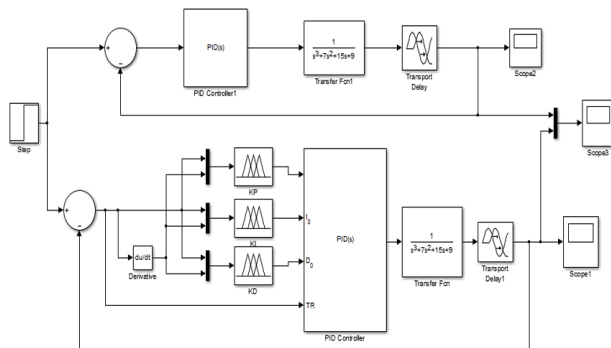 +
−
PID(s)
PID Controller1
1
s³+7s²+15s+9
Transfer Fcn1
Transport
Delay
Scope2
Step
Scope3
+
−
du/dt
Derivative
KP
KI
KD
I₀
D₀
TR
PID(s)
PID Controller
1
s³+7s²+15s+9
Transfer Fcn
Transport
Delay1
Scope1